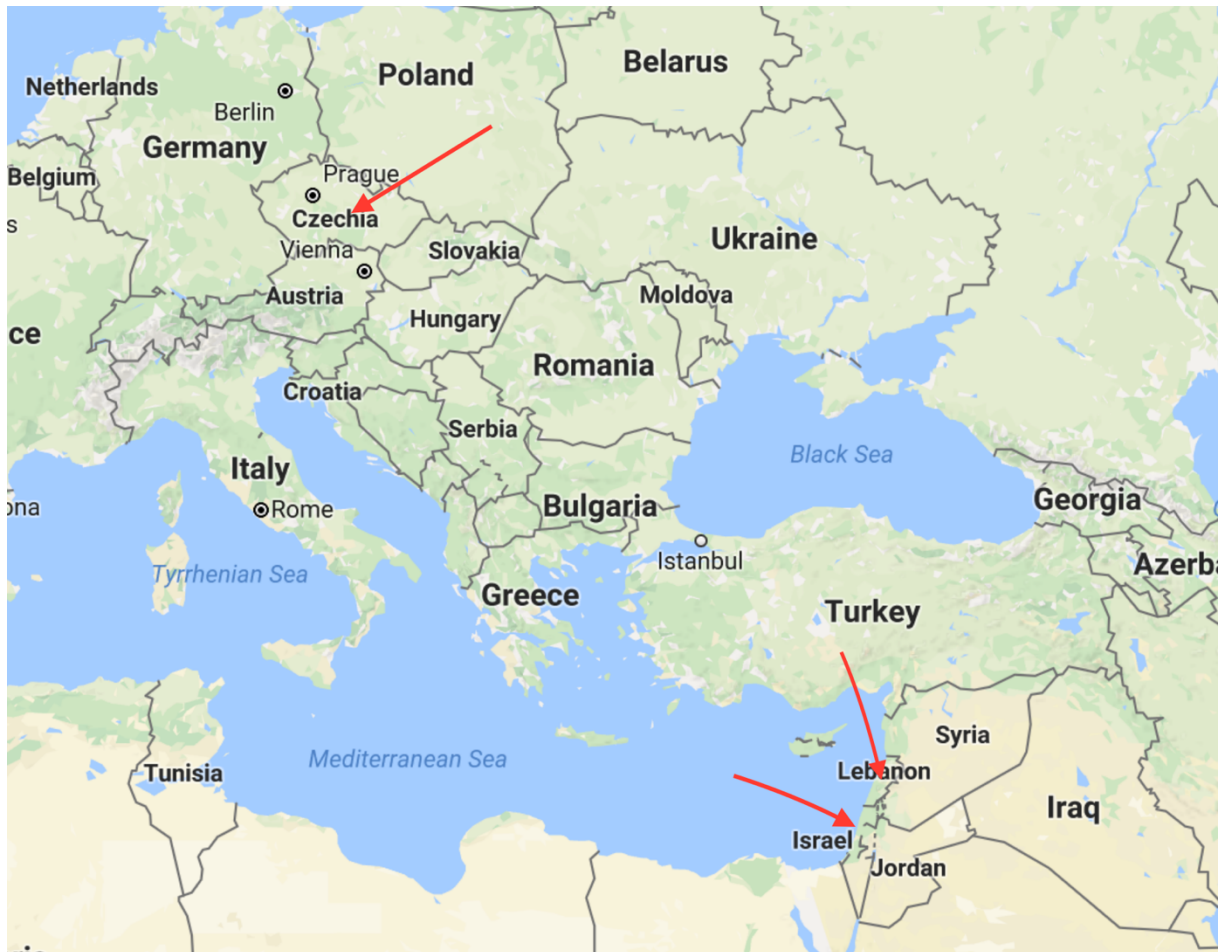 Belarus
Poland
Netherlands
Berlin
Germany
Prague
Belgium
Czechia
s
Ukraine
Vienna
Slovakia
Austria
Moldova
Hungary
ce
Romania
Croatia
Serbia
Black Sea
Italy
Georgia
Bulgaria
ona
Rome
Istanbul
Azerba
Tyrrhenian Sea
Greece
Turkey
Syria
Mediterranean Sea
Lebanon
Tunisia
Iraq
Israel
Jordan